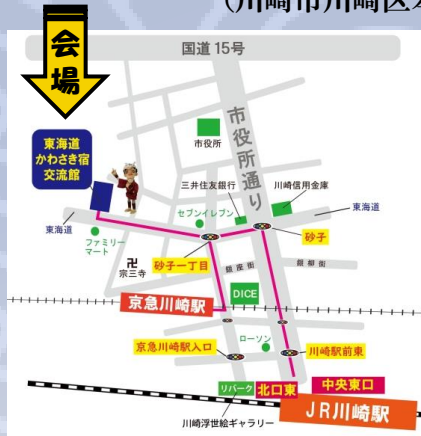 (川崎市川崎区本
会場
国道15号
市役所通り
東海道
かわさき宿
交流館
市役所
三井住友銀行
川崎信用金庫
セブンイレブン
東海道
東海道
ファミリー
マート
砂子
砂子一丁目
宗三寺
銀座街
銀柳街
DICE
京急川崎駅
京急川崎駅入口
ローソン
川崎駅前東
リパーク
北口東
中央東口
JR川崎駅
川崎浮世絵ギャラリー